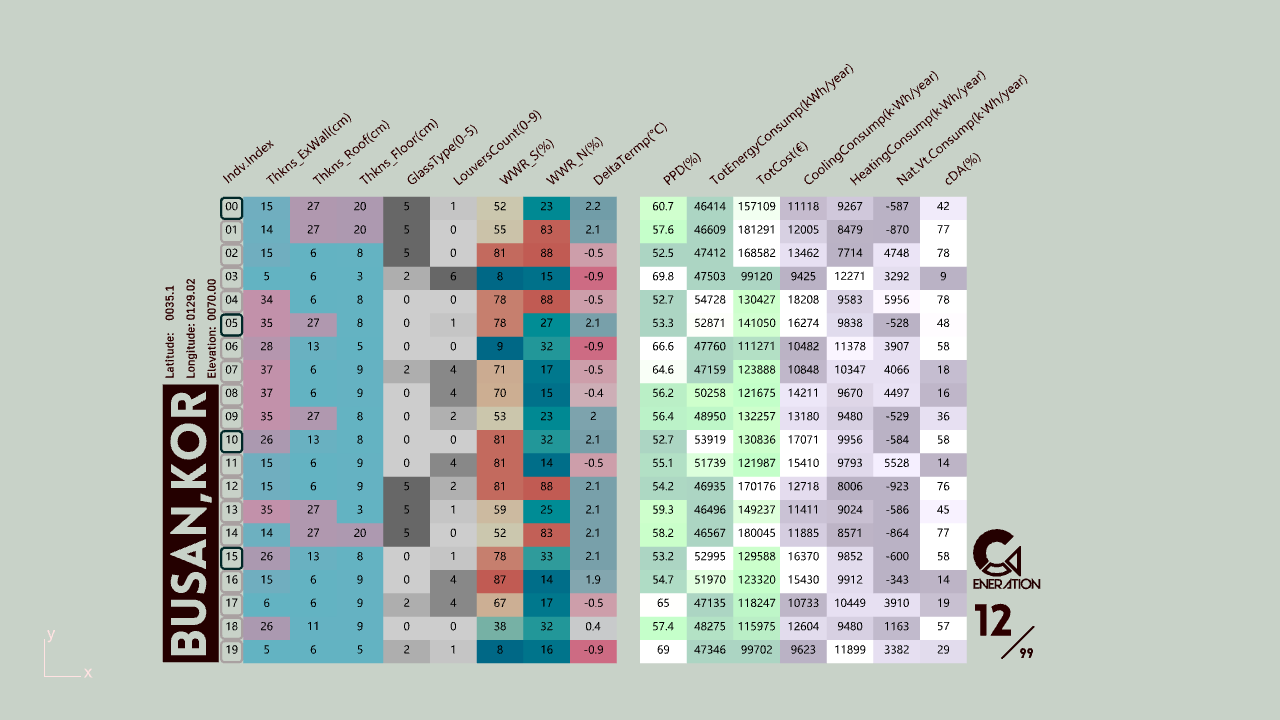 Indv.Index Thkns_ExWall(cm) Thkns_Roof(cm) Thkns_Floor(cm) GlassType(0-5) LouversCount(0-9) WWR_S(%) WWR_N(%) DeltaTermp(°C) PPD(%) TotEnergyConsump(kWh/year) TotCost(€) CoolingConsump(k·Wh/year) HeatingConsump(k·Wh/year) Nat.Vt.Consump(k·Wh/year) cDA(%)
00 15 27 20 5 1 52 23 2.2 60.7 46414 157109 11118 9267 -587 42
01 14 27 20 5 0 55 83 2.1 57.6 46609 181291 12005 8479 -870 77
02 15 6 8 5 0 81 88 -0.5 52.5 47412 168582 13462 7714 4748 78
03 5 6 3 2 6 8 15 -0.9 69.8 47503 99120 9425 12271 3292 9
04 34 6 8 0 0 78 88 -0.5 52.7 54728 130427 18208 9583 5956 78
05 35 27 8 0 1 78 27 2.1 53.3 52871 141050 16274 9838 -528 48
06 28 13 5 0 0 9 32 -0.9 66.6 47760 111271 10482 11378 3907 58
07 37 6 9 2 4 71 17 -0.5 64.6 47159 123888 10848 10347 4066 18
08 37 6 9 0 4 70 15 -0.4 56.2 50258 121675 14211 9670 4497 16
09 35 27 8 0 2 53 23 2 56.4 48950 132257 13180 9480 -529 36
10 26 13 8 0 0 81 32 2.1 52.7 53919 130836 17071 9956 -584 58
11 15 6 9 0 4 81 14 -0.5 55.1 51739 121987 15410 9793 5528 14
12 15 6 9 5 2 81 88 2.1 54.2 46935 170176 12718 8006 -923 76
13 35 27 3 5 1 59 25 2.1 59.3 46496 149237 11411 9024 -586 45
14 14 27 20 5 0 52 83 2.1 58.2 46567 180045 11885 8571 -864 77
15 26 13 8 0 1 78 33 2.1 53.2 52995 129588 16370 9852 -600 58
16 15 6 9 0 4 87 14 1.9 54.7 51970 123320 15430 9912 -343 14
17 6 6 9 2 4 67 17 -0.5 65 47135 118247 10733 10449 3910 19
18 26 11 9 0 0 38 32 0.4 57.4 48275 115975 12604 9480 1163 57
19 5 6 5 2 1 8 16 -0.9 69 47346 99702 9623 11899 3382 29
Latitude: 0035.1
Longitude: 0129.02
Elevation: 0070.00
BUSAN,KOR
G
ENERATION
12/99
y
x